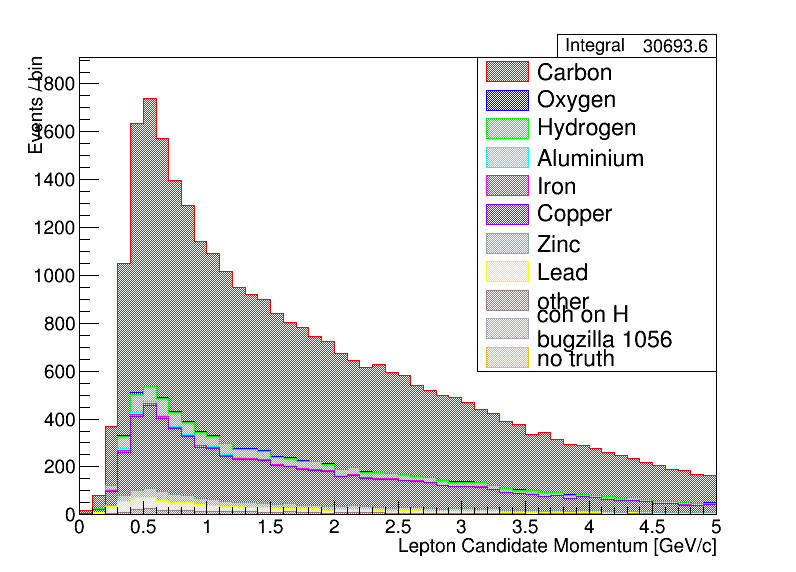 Integral 30693.6
Events / bin
Carbon
Oxygen
Hydrogen
Aluminium
Iron
Copper
Zinc
Lead
other
coh on H
bugzilla 1056
no truth
1800
1600
1400
1200
1000
800
600
400
200
0
0 0.5 1 1.5 2 2.5 3 3.5 4 4.5 5
Lepton Candidate Momentum [GeV/c]